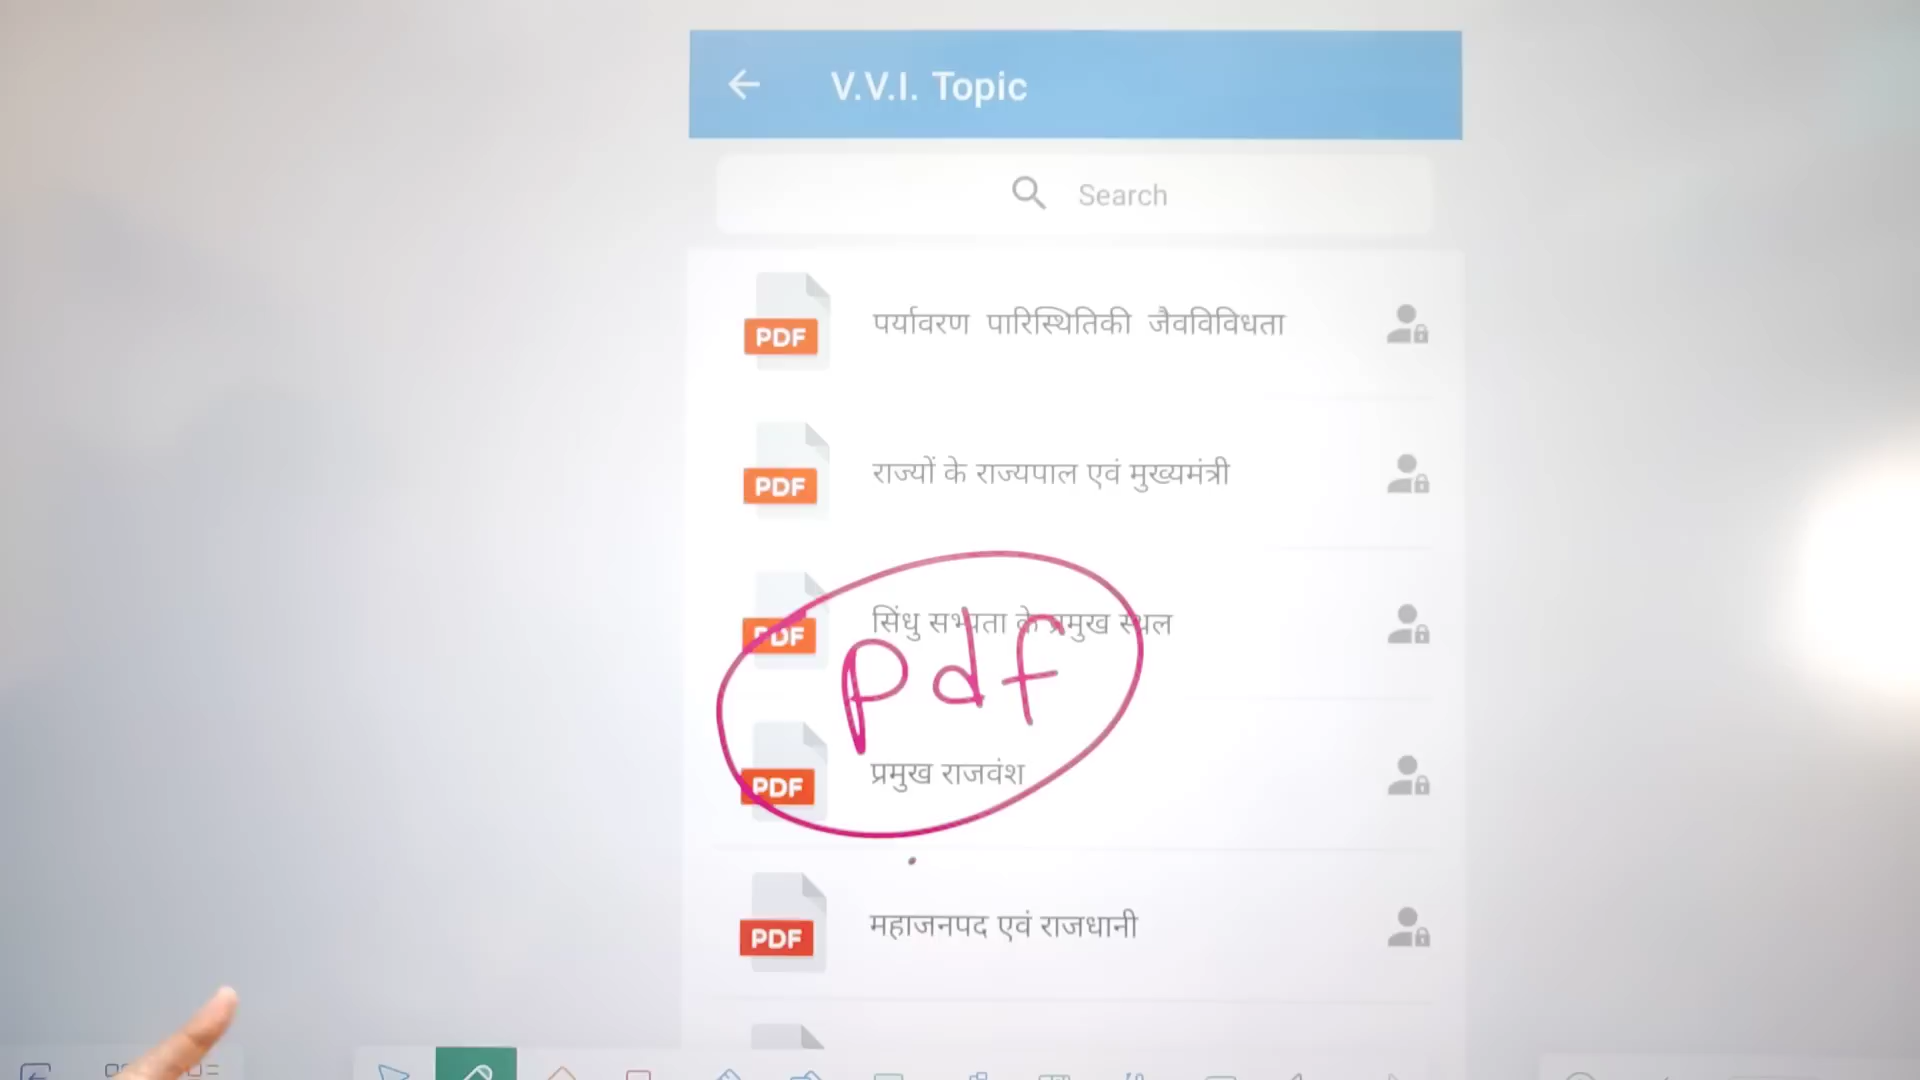 V.V.I. Topic
Search
PDF पर्यावरण पारिस्थितिकी जैवविविधता
PDF राज्यों के राज्यपाल एवं मुख्यमंत्री
PDF सिंधु सभ्यता के प्रमुख स्थल
pdf
PDF प्रमुख राजवंश
PDF महाजनपद एवं राजधानी